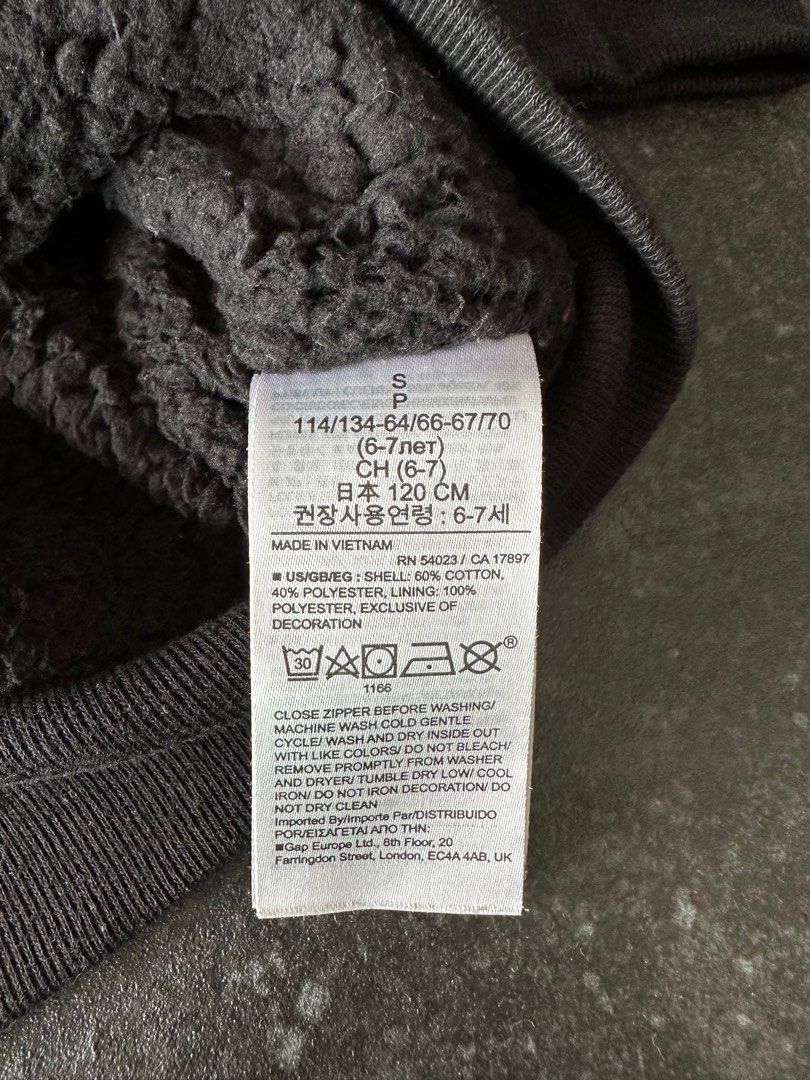 S
P
114/134-64/66-67/70
(6-7лет)
CH (6-7)
日本 120 CM
권장사용연령 : 6-7세
MADE IN VIETNAM
RN 54023 / CA 17897
■ US/GB/EG : SHELL: 60% COTTON,
40% POLYESTER, LINING: 100%
POLYESTER, EXCLUSIVE OF
DECORATION
30
®
1166
CLOSE ZIPPER BEFORE WASHING/
MACHINE WASH COLD GENTLE
CYCLE/ WASH AND DRY INSIDE OUT
WITH LIKE COLORS/ DO NOT BLEACH/
REMOVE PROMPTLY FROM WASHER
AND DRYER/ TUMBLE DRY LOW/ COOL
IRON/ DO NOT IRON DECORATION/ DO
NOT DRY CLEAN
Imported By/Importe Par/DISTRIBUIDO
POR/ΕΙΣΑΓΕΤΑΙ ΑΠΟ ΤΗΝ:
■Gap Europe Ltd., 8th Floor, 20
Farringdon Street, London, EC4A 4AB, UK